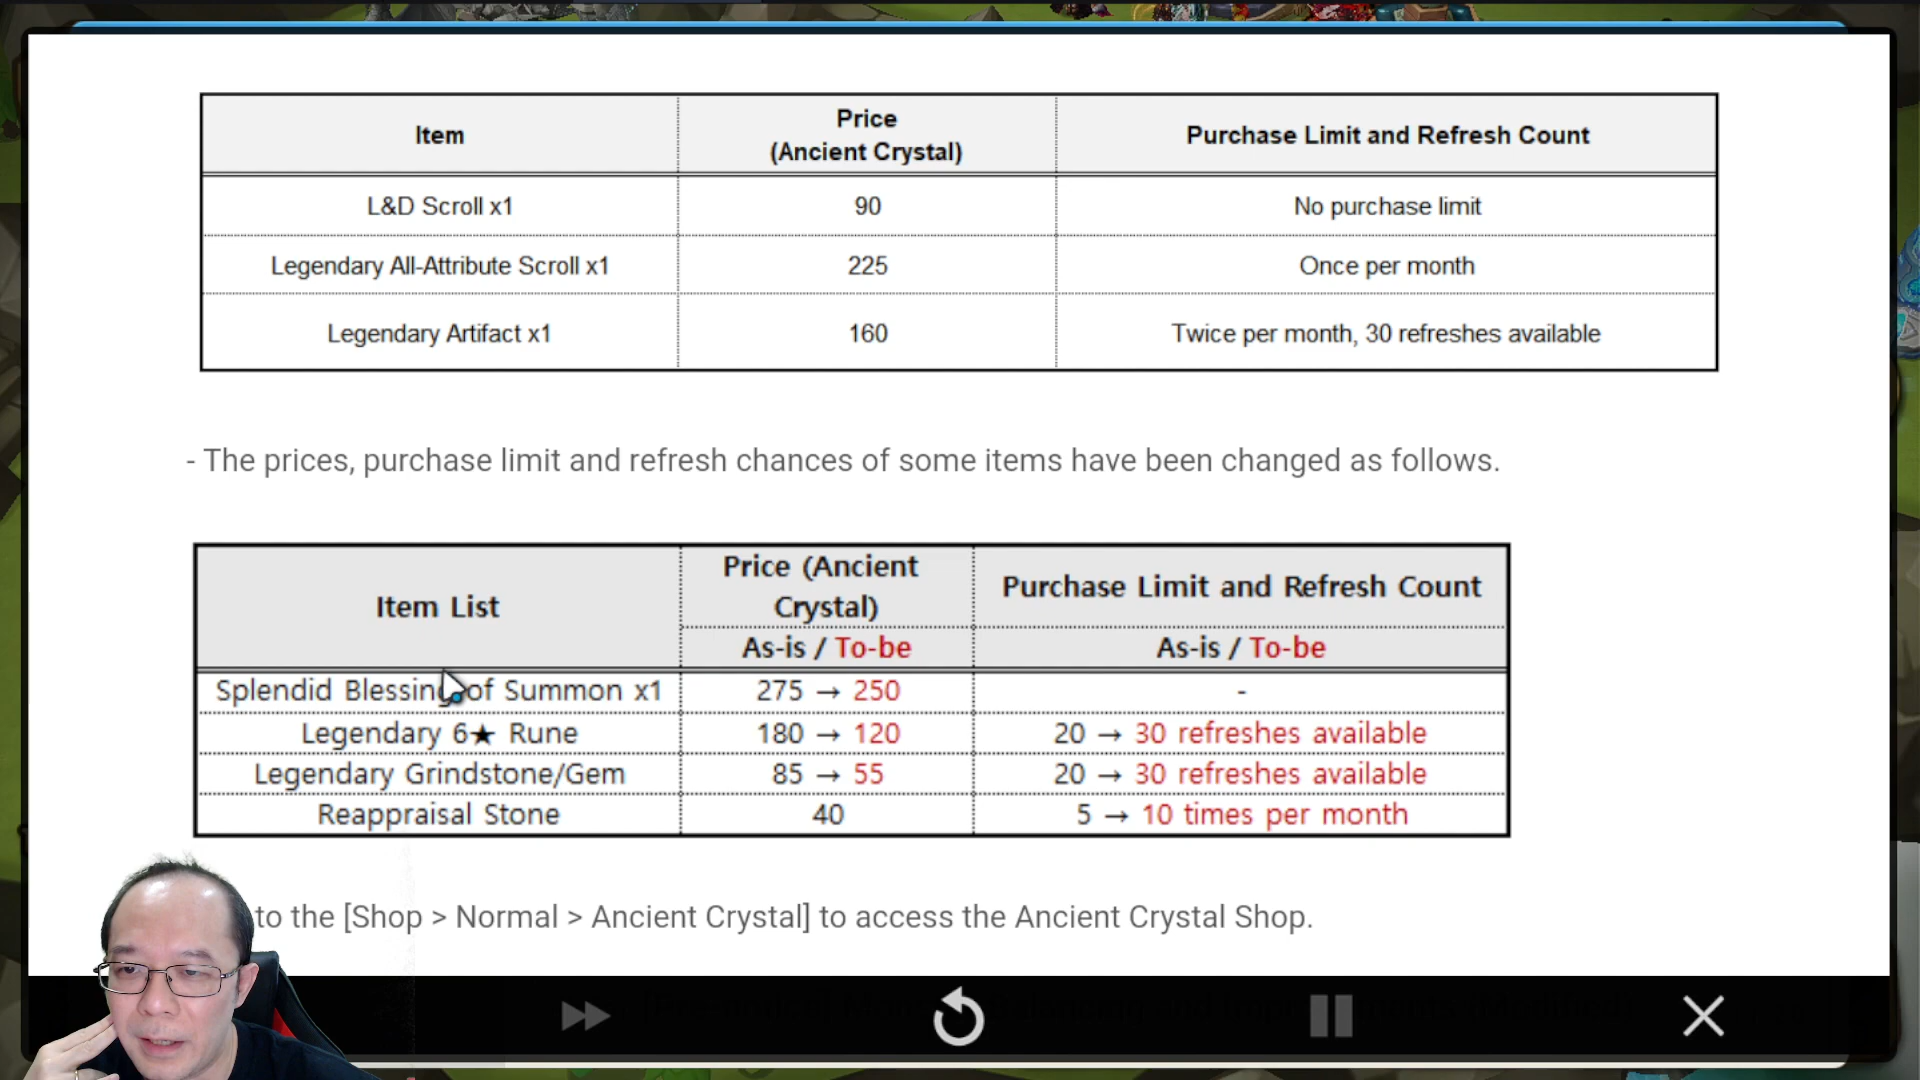 Item
Price
(Ancient Crystal)
Purchase Limit and Refresh Count
L&D Scroll x1
90
No purchase limit
Legendary All-Attribute Scroll x1
225
Once per month
Legendary Artifact x1
160
Twice per month, 30 refreshes available
- The prices, purchase limit and refresh chances of some items have been changed as follows.
Item List
Price (Ancient
Crystal)
Purchase Limit and Refresh Count
As-is / To-be
As-is / To-be
Splendid Blessing of Summon x1
275 → 250
-
Legendary 6★ Rune
180 → 120
20 → 30 refreshes available
Legendary Grindstone/Gem
85 → 55
20 → 30 refreshes available
Reappraisal Stone
40
5 → 10 times per month
to the [Shop > Normal > Ancient Crystal] to access the Ancient Crystal Shop.